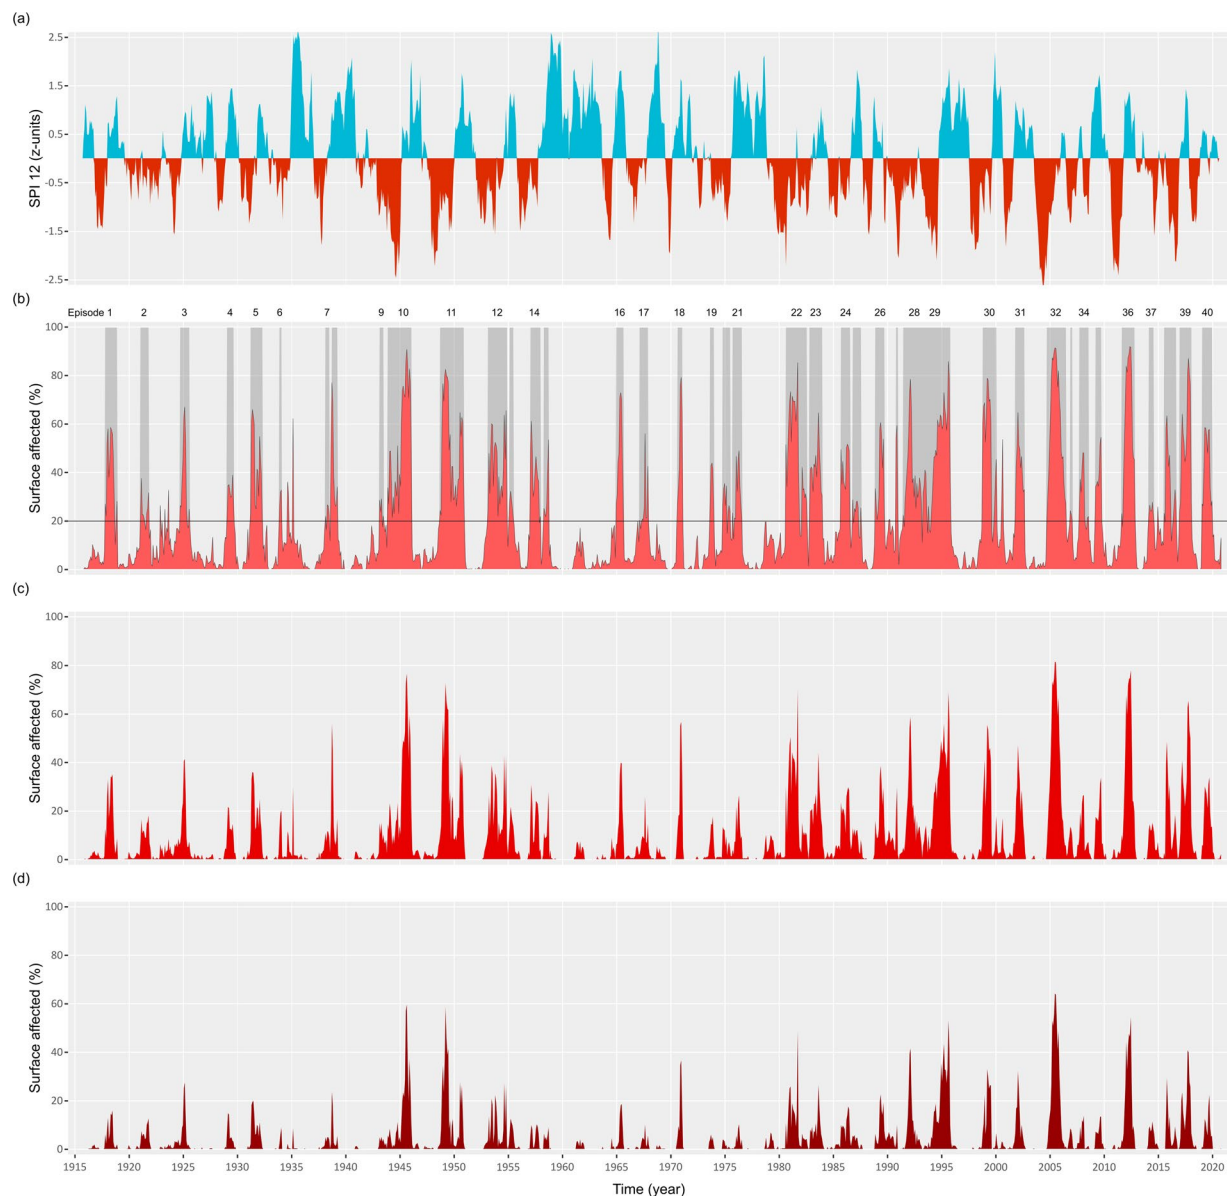 (a)
2.5
1.5
0.5
-0.5
-1.5
-2.5
SPI 12 (z-units)
(b)
Episode 1 2 3 4 5 6 7 9 10 11 12 14 16 17 18 19 21 22 23 24 26 28 29 30 31 32 34 36 37 39 40
100
80
60
40
20
0
Surface affected (%)
(c)
100
80
60
40
20
0
Surface affected (%)
(d)
100
80
60
40
20
0
Surface affected (%)
1915 1920 1925 1930 1935 1940 1945 1950 1955 1960 1965 1970 1975 1980 1985 1990 1995 2000 2005 2010 2015 2020
Time (year)